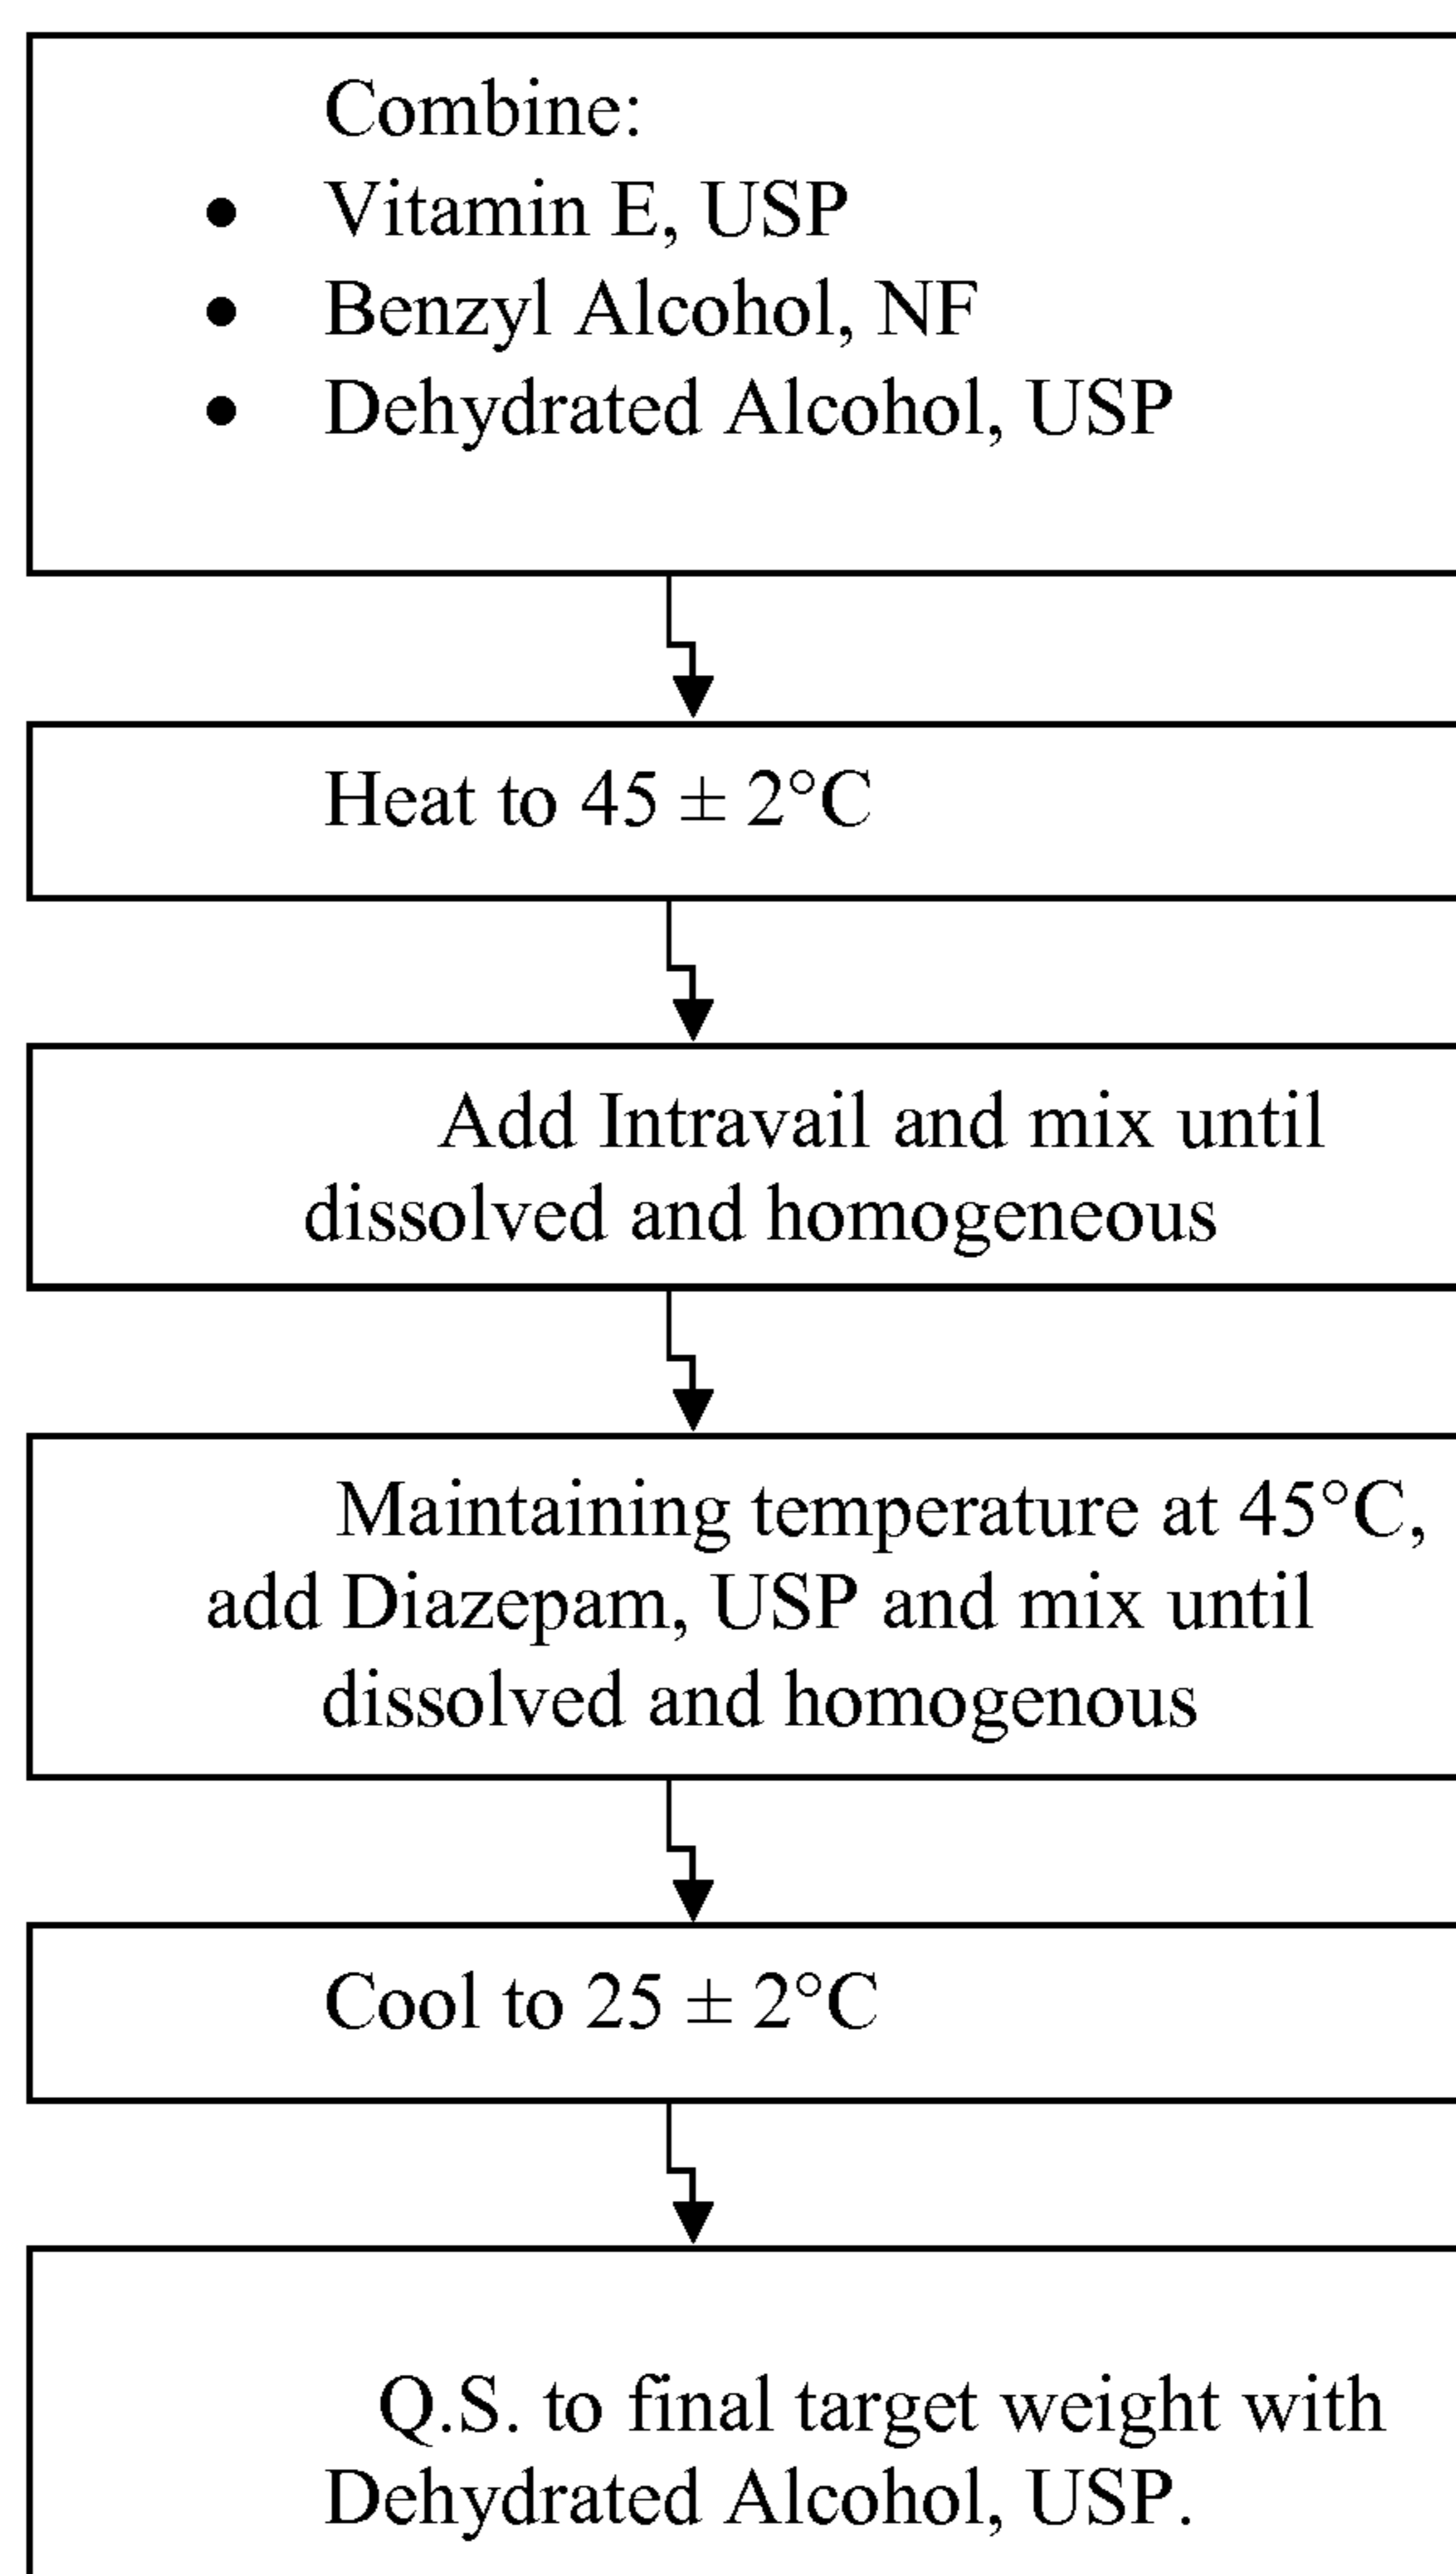 Combine:
• Vitamin E, USP
• Benzyl Alcohol, NF
• Dehydrated Alcohol, USP
Heat to 45 ± 2°C
Add Intravail and mix until
dissolved and homogeneous
Maintaining temperature at 45°C,
add Diazepam, USP and mix until
dissolved and homogenous
Cool to 25 ± 2°C
Q.S. to final target weight with
Dehydrated Alcohol, USP.